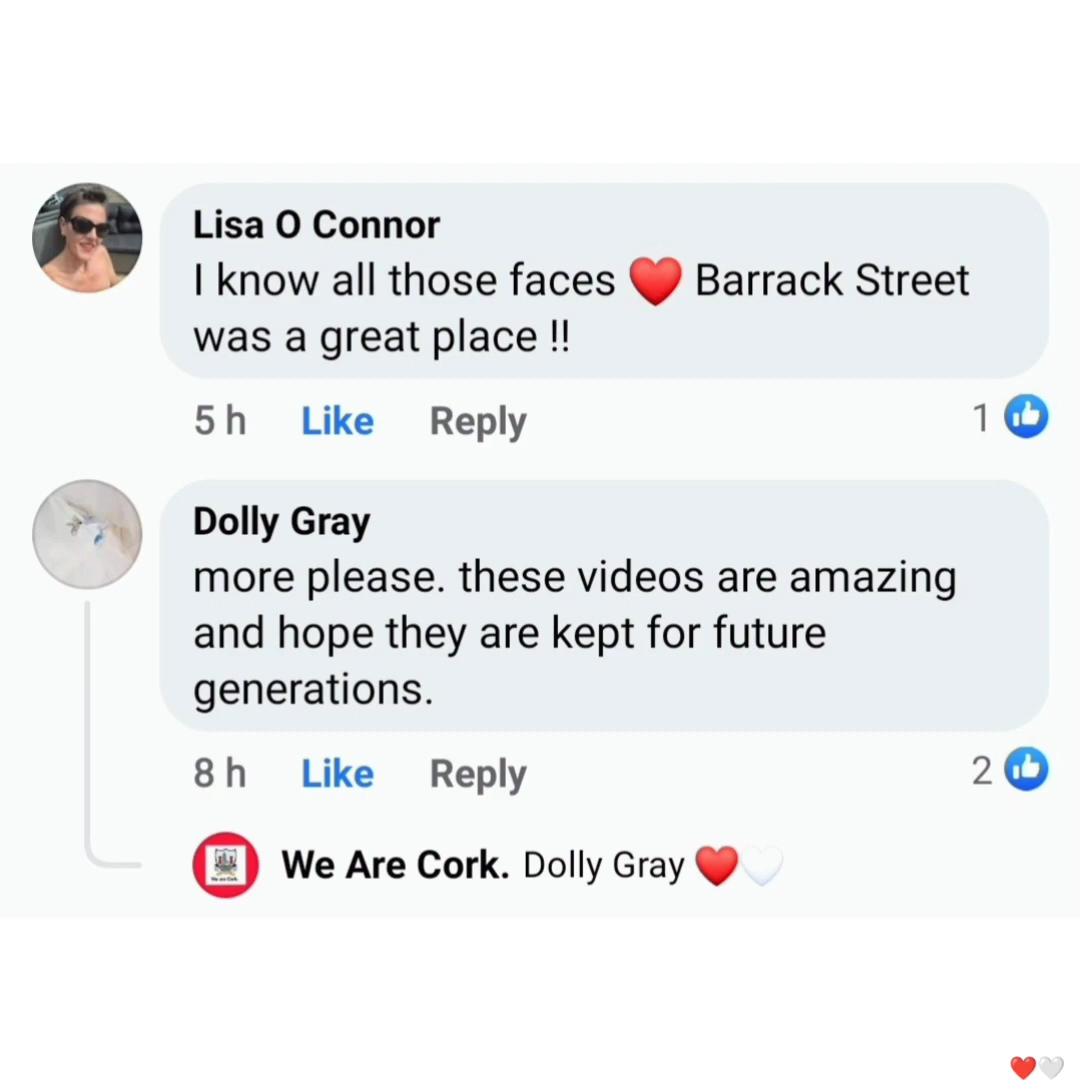 Lisa O Connor
I know all those faces ❤️ Barrack Street
was a great place !!
5 h Like Reply 1
Dolly Gray
more please. these videos are amazing
and hope they are kept for future
generations.
8 h Like Reply 2
We Are Cork. Dolly Gray ❤️🤍
❤️🤍